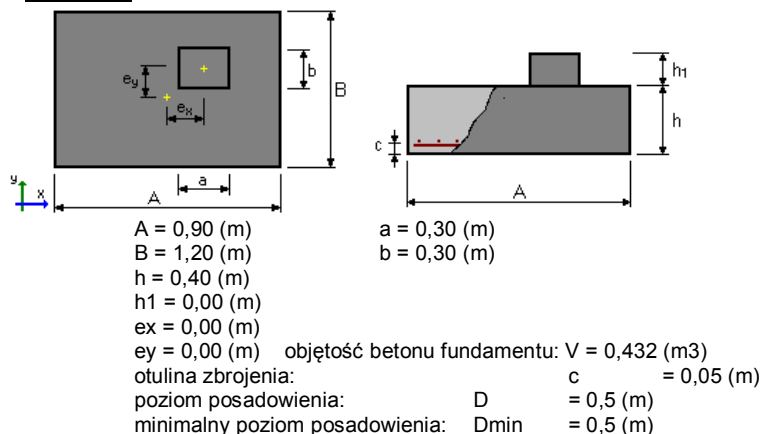 e_y
e_x
b
B
a
A
y
x
h1
h
c
A
A = 0,90 (m) a = 0,30 (m)
B = 1,20 (m) b = 0,30 (m)
h = 0,40 (m)
h1 = 0,00 (m)
ex = 0,00 (m)
ey = 0,00 (m) objętość betonu fundamentu: V = 0,432 (m3)
otulina zbrojenia: c = 0,05 (m)
poziom posadowienia: D = 0,5 (m)
minimalny poziom posadowienia: Dmin = 0,5 (m)